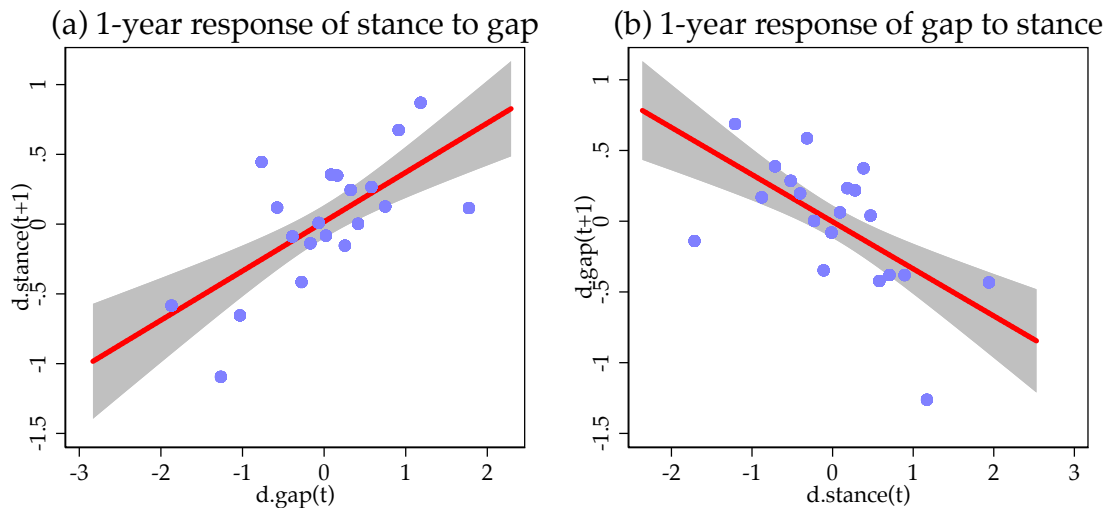 (a) 1-year response of stance to gap
d.stance(t+1)
1
.5
0
-.5
-1
-1.5
-3 -2 -1 0 1 2
d.gap(t)
(b) 1-year response of gap to stance
d.gap(t+1)
1
.5
0
-.5
-1
-1.5
-2 -1 0 1 2 3
d.stance(t)